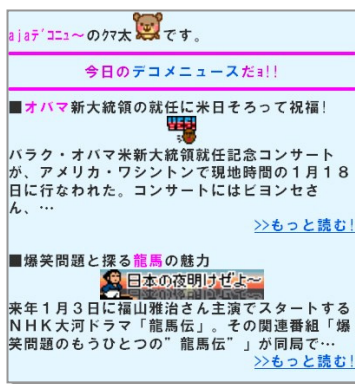 ajaﾃﾞｺﾆｭ～のｸﾏ太です。
今日のデコメニュースだョ!!
■オバマ新大統領の就任に米日そろって祝福!
YES!
バラク・オバマ米新大統領就任記念コンサート
が、アメリカ・ワシントンで現地時間の１月１８
日に行なわれた。コンサートにはビヨンセさ
ん、…
>>もっと読む!
■爆笑問題と探る龍馬の魅力
日本の夜明けぜよ～
来年１月３日に福山雅治さん主演でスタートする
ＮＨＫ大河ドラマ「龍馬伝」。その関連番組「爆
笑問題のもうひとつの”龍馬伝”」が同局で…
>>もっと読む!